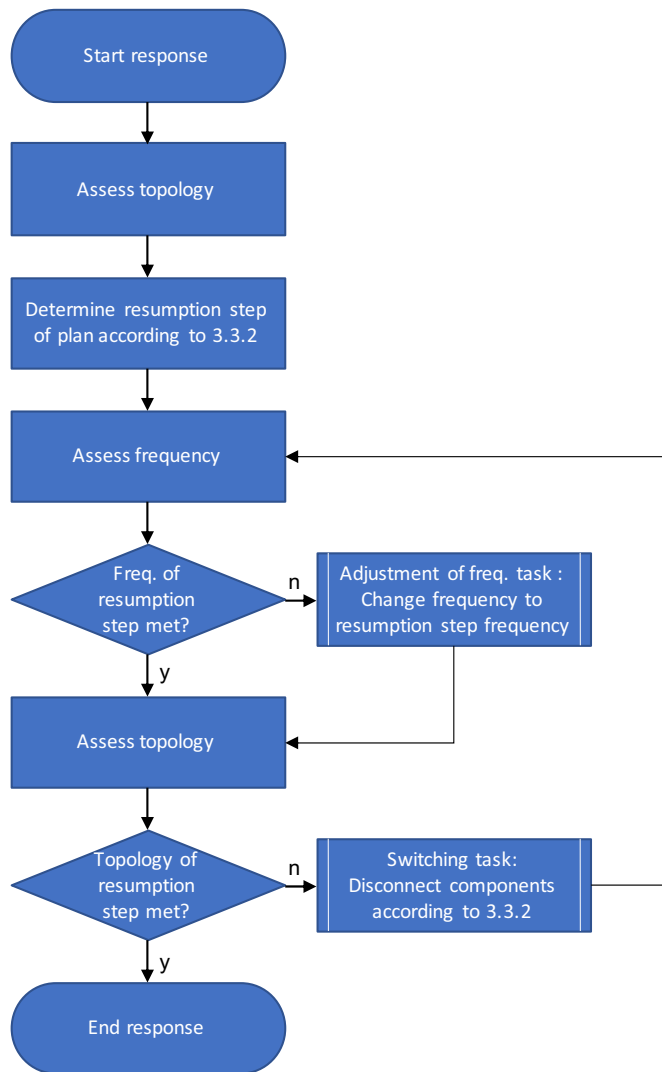 Start response
Assess topology
Determine resumption step
of plan according to 3.3.2
Assess frequency
Freq. of
resumption
step met?
n
Adjustment of freq. task :
Change frequency to
resumption step frequency
y
Assess topology
Topology of
resumption
step met?
n
Switching task:
Disconnect components
according to 3.3.2
y
End response